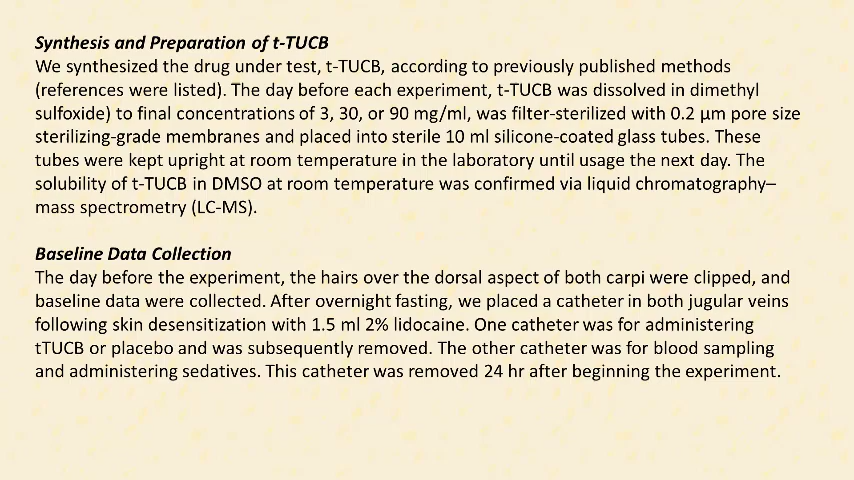 Synthesis and Preparation of t-TUCB
We synthesized the drug under test, t-TUCB, according to previously published methods
(references were listed). The day before each experiment, t-TUCB was dissolved in dimethyl
sulfoxide) to final concentrations of 3, 30, or 90 mg/ml, was filter-sterilized with 0.2 μm pore size
sterilizing-grade membranes and placed into sterile 10 ml silicone-coated glass tubes. These
tubes were kept upright at room temperature in the laboratory until usage the next day. The
solubility of t-TUCB in DMSO at room temperature was confirmed via liquid chromatography–
mass spectrometry (LC-MS).
Baseline Data Collection
The day before the experiment, the hairs over the dorsal aspect of both carpi were clipped, and
baseline data were collected. After overnight fasting, we placed a catheter in both jugular veins
following skin desensitization with 1.5 ml 2% lidocaine. One catheter was for administering
tTUCB or placebo and was subsequently removed. The other catheter was for blood sampling
and administering sedatives. This catheter was removed 24 hr after beginning the experiment.